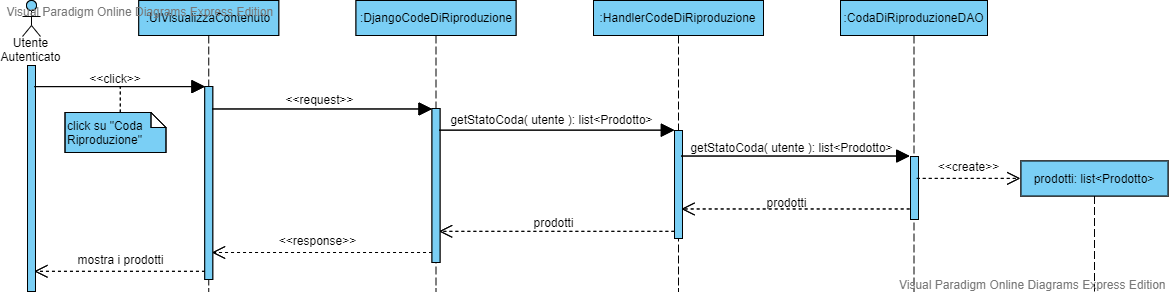 Visual Paradigm Online Diagrams Express Edition
:UIVisualizzaContenuto
:DjangoCodeDiRiproduzione
:HandlerCodeDiRiproduzione
:CodaDiRiproduzioneDAO
Utente
Autenticato
<<click>>
click su "Coda
Riproduzione"
<<request>>
getStatoCoda( utente ): list<Prodotto>
getStatoCoda( utente ): list<Prodotto>
<<create>>
prodotti: list<Prodotto>
prodotti
prodotti
<<response>>
mostra i prodotti
Visual Paradigm Online Diagrams Express Edition